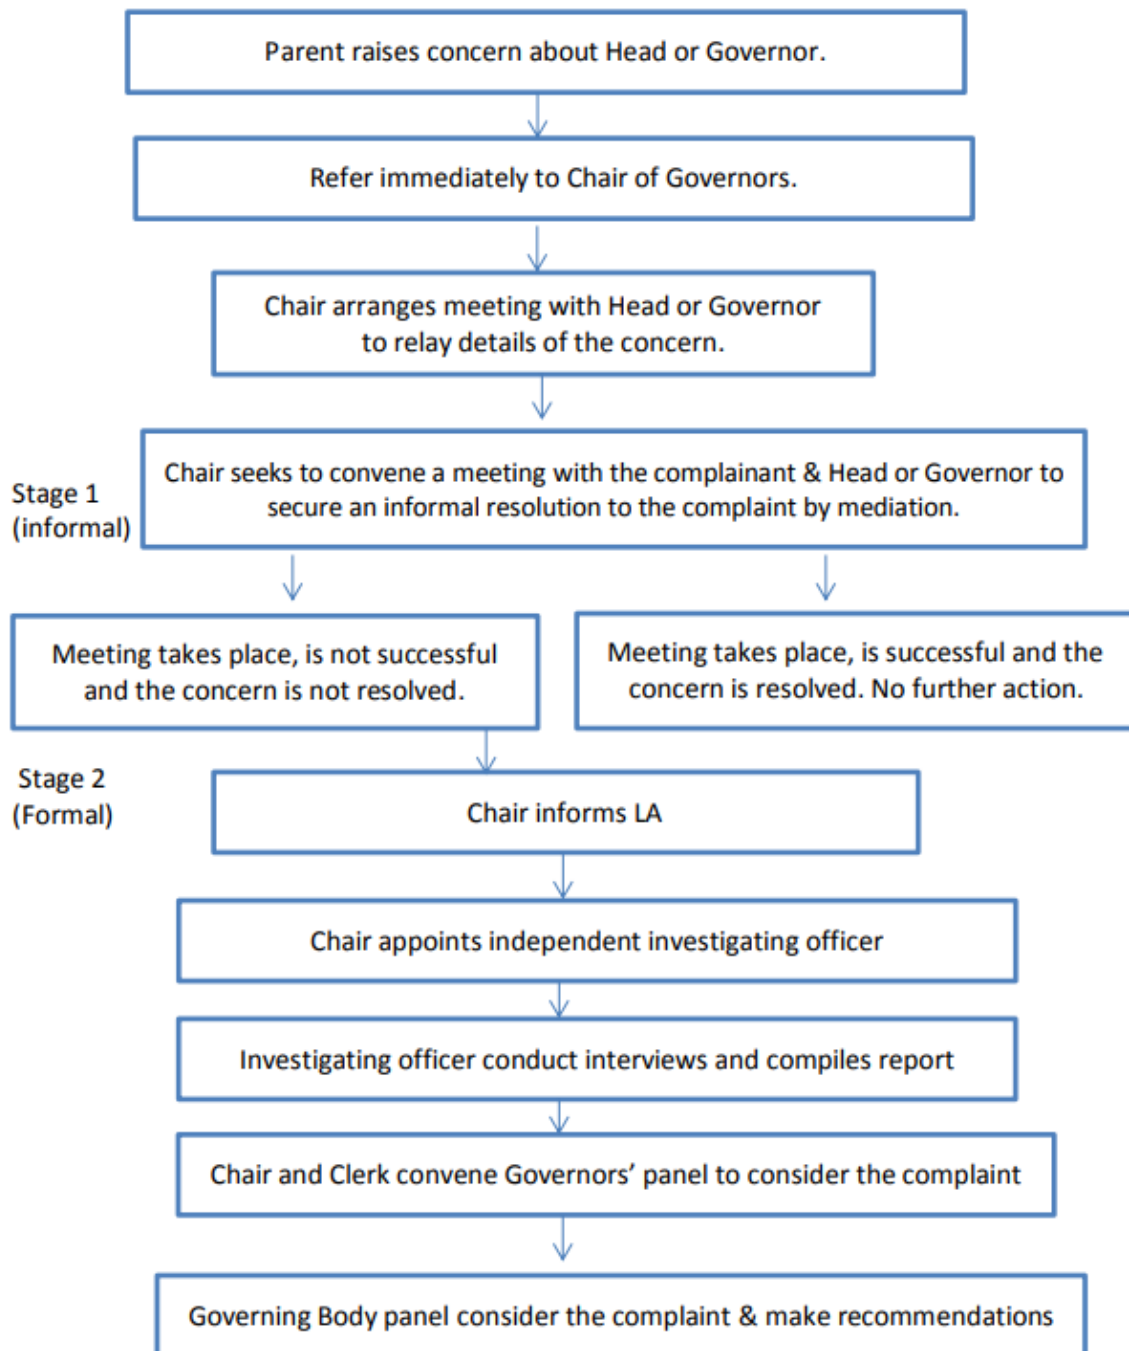 Parent raises concern about Head or Governor.
Refer immediately to Chair of Governors.
Chair arranges meeting with Head or Governor
to relay details of the concern.
Stage 1
(informal)
Chair seeks to convene a meeting with the complainant & Head or Governor to
secure an informal resolution to the complaint by mediation.
Meeting takes place, is not successful
and the concern is not resolved.
Meeting takes place, is successful and the
concern is resolved. No further action.
Stage 2
(Formal)
Chair informs LA
Chair appoints independent investigating officer
Investigating officer conduct interviews and compiles report
Chair and Clerk convene Governors’ panel to consider the complaint
Governing Body panel consider the complaint & make recommendations